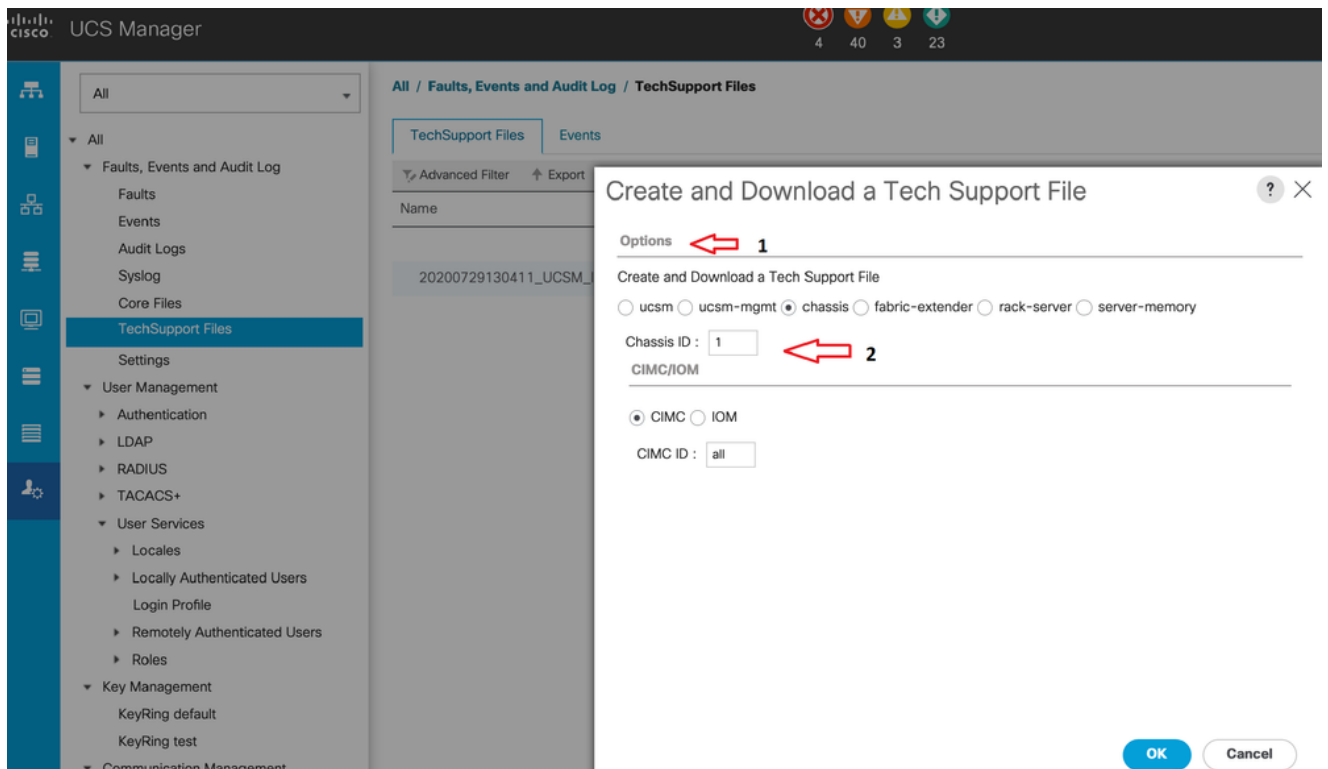 CISCO UCS Manager
4 40 3 23
All
All / Faults, Events and Audit Log / TechSupport Files
All
Faults, Events and Audit Log
Faults
Events
Audit Logs
Syslog
Core Files
TechSupport Files
Settings
User Management
Authentication
LDAP
RADIUS
TACACS+
User Services
Locales
Locally Authenticated Users
Login Profile
Remotely Authenticated Users
Roles
Key Management
KeyRing default
KeyRing test
Communication Management
TechSupport Files Events
Advanced Filter Export
Name
20200729130411_UCSM_
Create and Download a Tech Support File ?
Options 1
Create and Download a Tech Support File
ucsm ucsm-mgmt chassis fabric-extender rack-server server-memory
Chassis ID : 1 2
CIMC/IOM
CIMC IOM
CIMC ID : all
OK Cancel